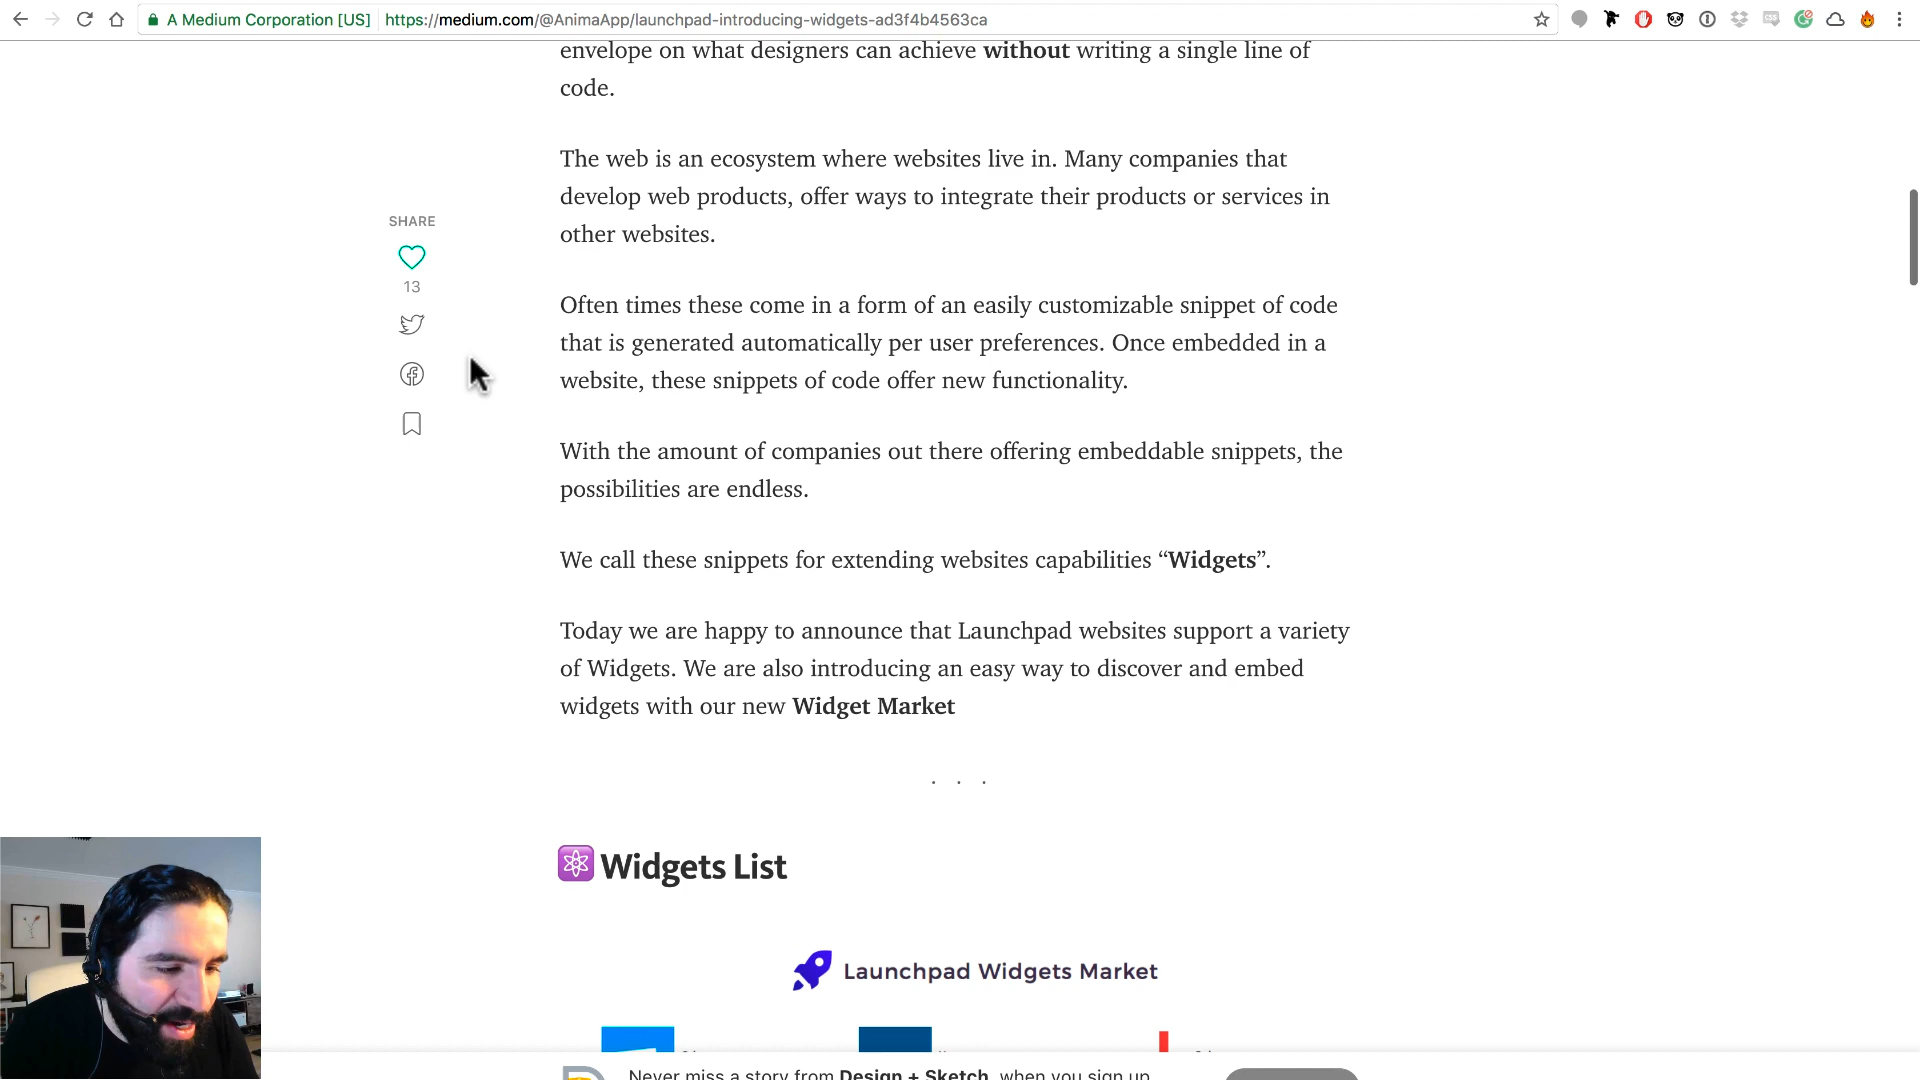 A Medium Corporation [US] https://medium.com/@AnimaApp/launchpad-introducing-widgets-ad3f4b4563ca
envelope on what designers can achieve without writing a single line of
code.
The web is an ecosystem where websites live in. Many companies that
develop web products, offer ways to integrate their products or services in
other websites.
SHARE
13
Often times these come in a form of an easily customizable snippet of code
that is generated automatically per user preferences. Once embedded in a
website, these snippets of code offer new functionality.
With the amount of companies out there offering embeddable snippets, the
possibilities are endless.
We call these snippets for extending websites capabilities “Widgets”.
Today we are happy to announce that Launchpad websites support a variety
of Widgets. We are also introducing an easy way to discover and embed
widgets with our new Widget Market
. . .
Widgets List
Launchpad Widgets Market
Never miss a story from Design + Sketch, when you sign up